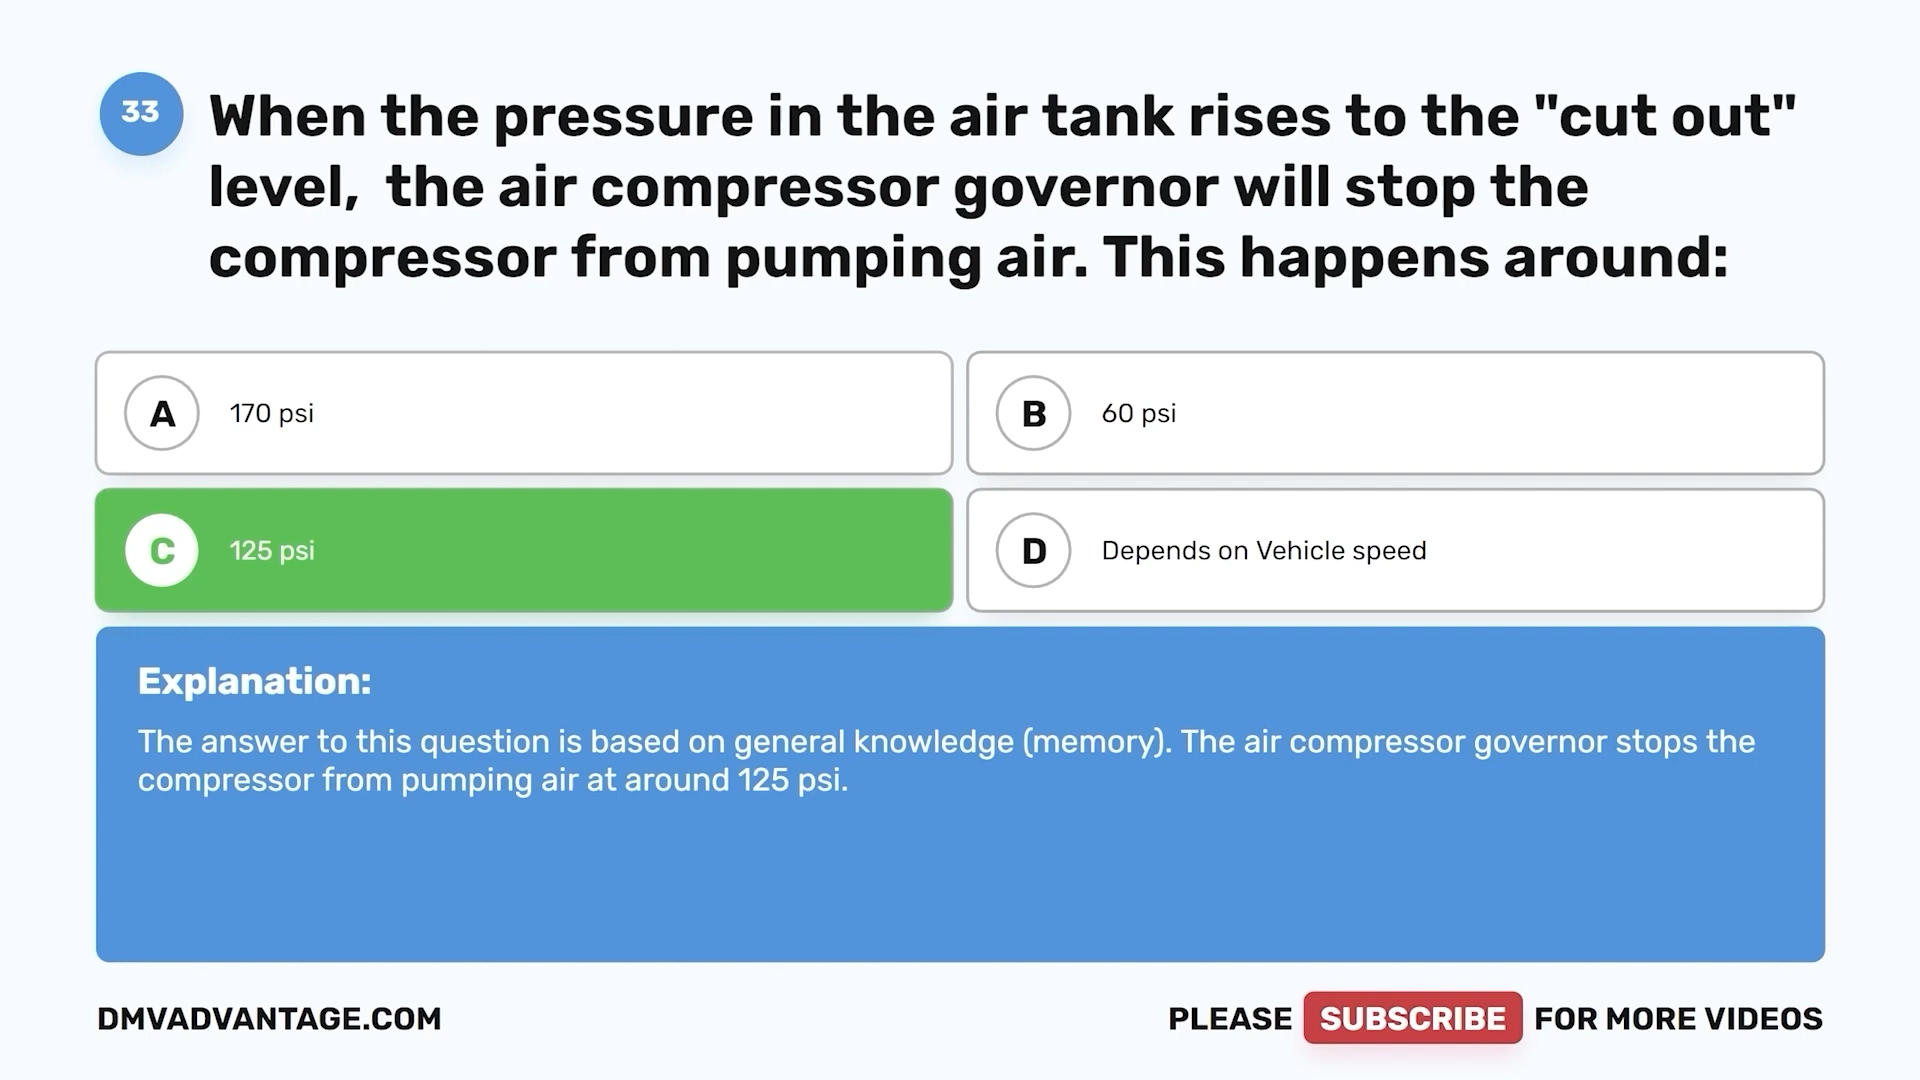 33
When the pressure in the air tank rises to the "cut out"
level,  the air compressor governor will stop the
compressor from pumping air. This happens around:
A 170 psi
B 60 psi
C 125 psi
D Depends on Vehicle speed
Explanation:
The answer to this question is based on general knowledge (memory). The air compressor governor stops the
compressor from pumping air at around 125 psi.
DMVADVANTAGE.COM
PLEASE SUBSCRIBE FOR MORE VIDEOS